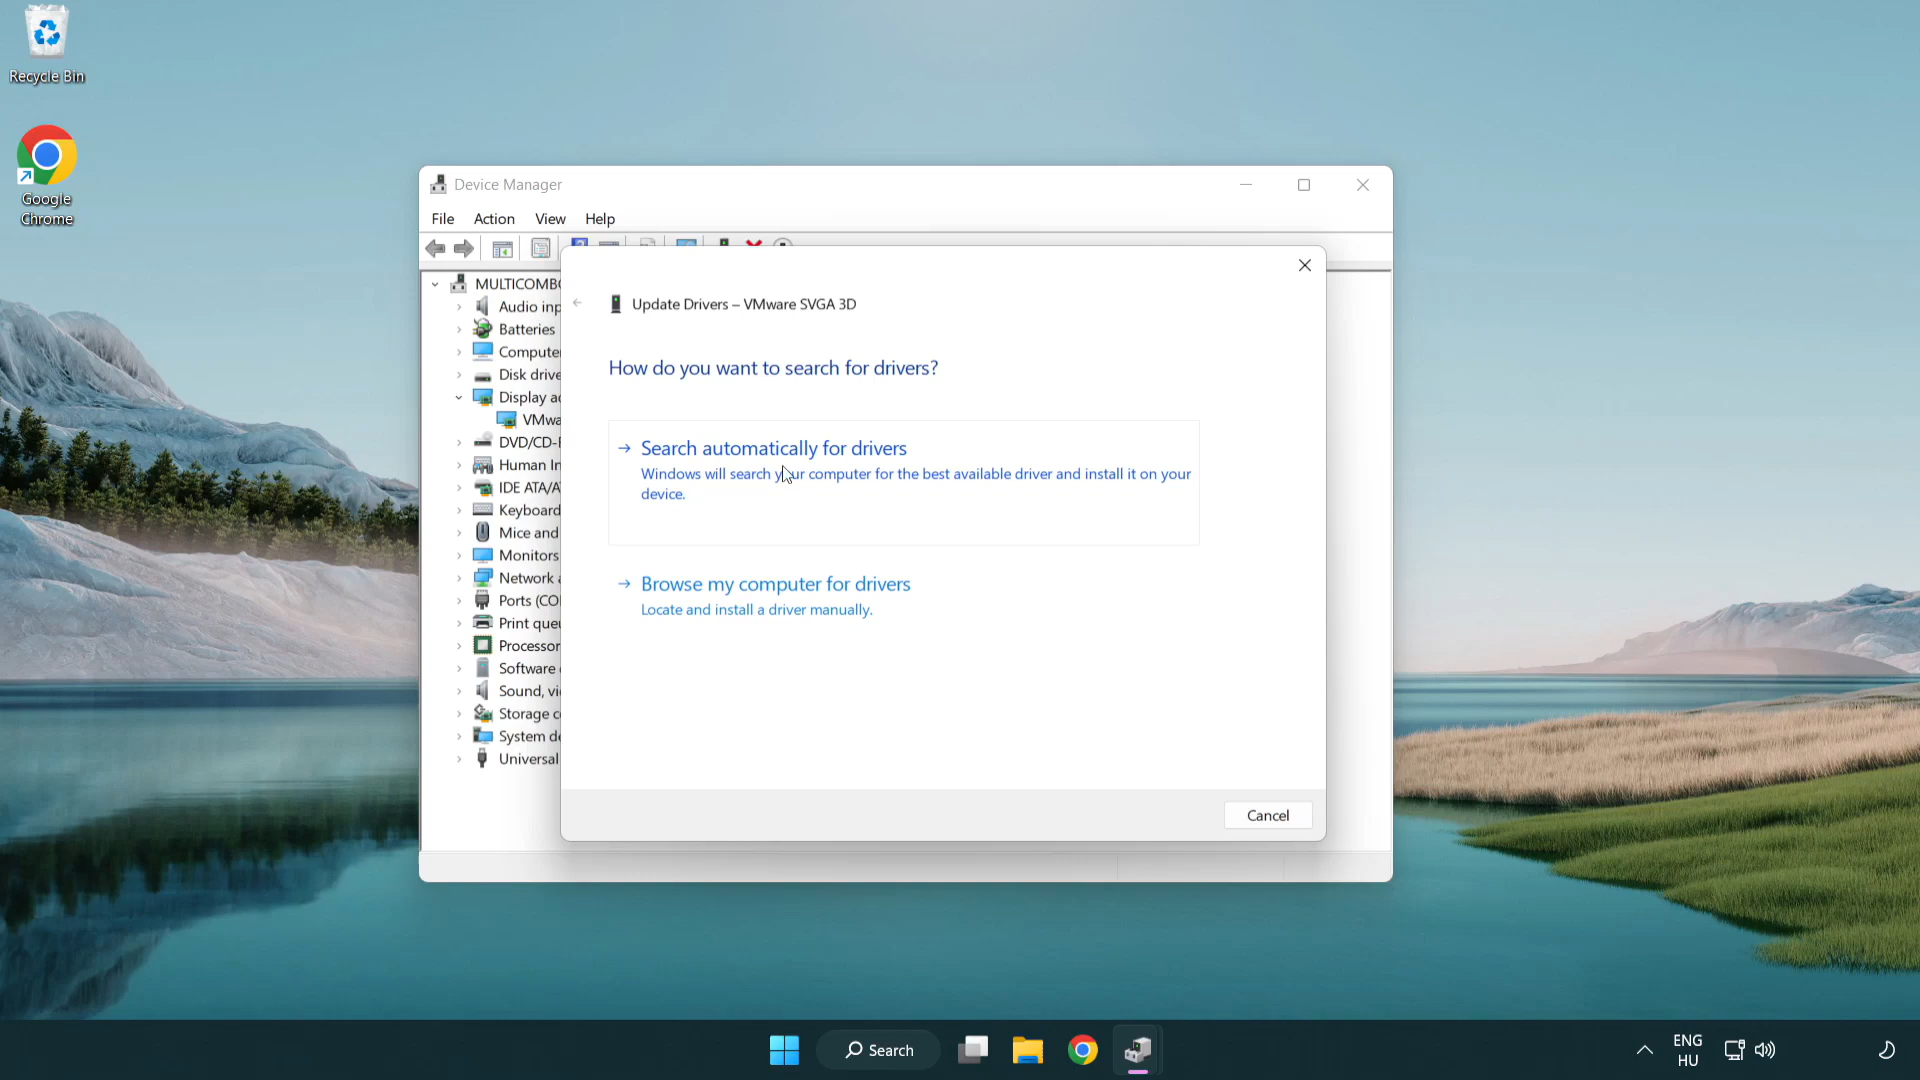 Recycle Bin
Google
Chrome
Device Manager
File Action View Help
MULTICOMBO
Audio inp
Batteries
Compute
Disk drive
Display a
VMwa
DVD/CD-
Human In
IDE ATA/A
Keyboard
Mice and
Monitors
Network
Ports (CO
Print que
Processor
Software
Sound, vi
Storage c
System de
Universal
Update Drivers – VMware SVGA 3D
How do you want to search for drivers?
Search automatically for drivers
Windows will search your computer for the best available driver and install it on your
device.
Browse my computer for drivers
Locate and install a driver manually.
Cancel
Search
ENG
HU